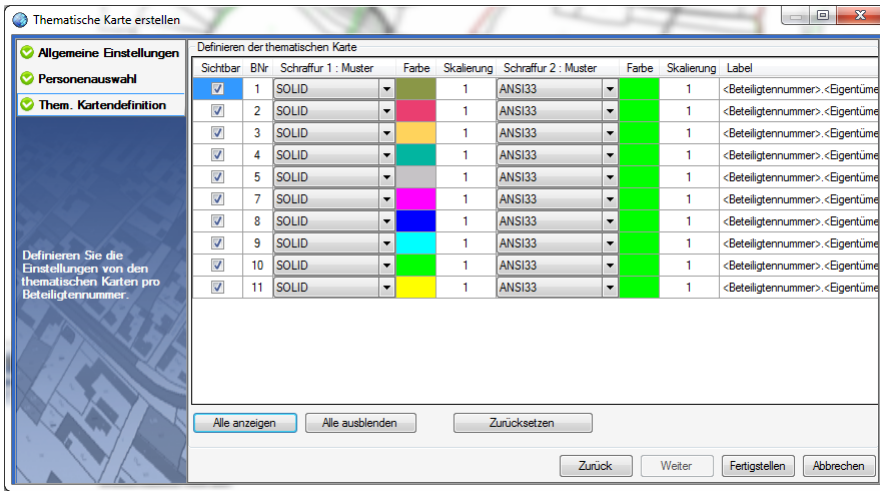 Thematische Karte erstellen
Allgemeine Einstellungen
Personenauswahl
Them. Kartendefinition
Definieren Sie die
Einstellungen von den
thematischen Karten pro
Beteiligtennummer.
Definieren der thematischen Karte
Sichtbar BNr Schraffur 1 : Muster Farbe Skalierung Schraffur 2 : Muster Farbe Skalierung Label
1 SOLID 1 ANSI33 1 <Beteiligtennummer>.<Eigentüme
2 SOLID 1 ANSI33 1 <Beteiligtennummer>.<Eigentüme
3 SOLID 1 ANSI33 1 <Beteiligtennummer>.<Eigentüme
4 SOLID 1 ANSI33 1 <Beteiligtennummer>.<Eigentüme
5 SOLID 1 ANSI33 1 <Beteiligtennummer>.<Eigentüme
7 SOLID 1 ANSI33 1 <Beteiligtennummer>.<Eigentüme
8 SOLID 1 ANSI33 1 <Beteiligtennummer>.<Eigentüme
9 SOLID 1 ANSI33 1 <Beteiligtennummer>.<Eigentüme
10 SOLID 1 ANSI33 1 <Beteiligtennummer>.<Eigentüme
11 SOLID 1 ANSI33 1 <Beteiligtennummer>.<Eigentüme
Alle anzeigen Alle ausblenden Zurücksetzen
Zurück Weiter Fertigstellen Abbrechen